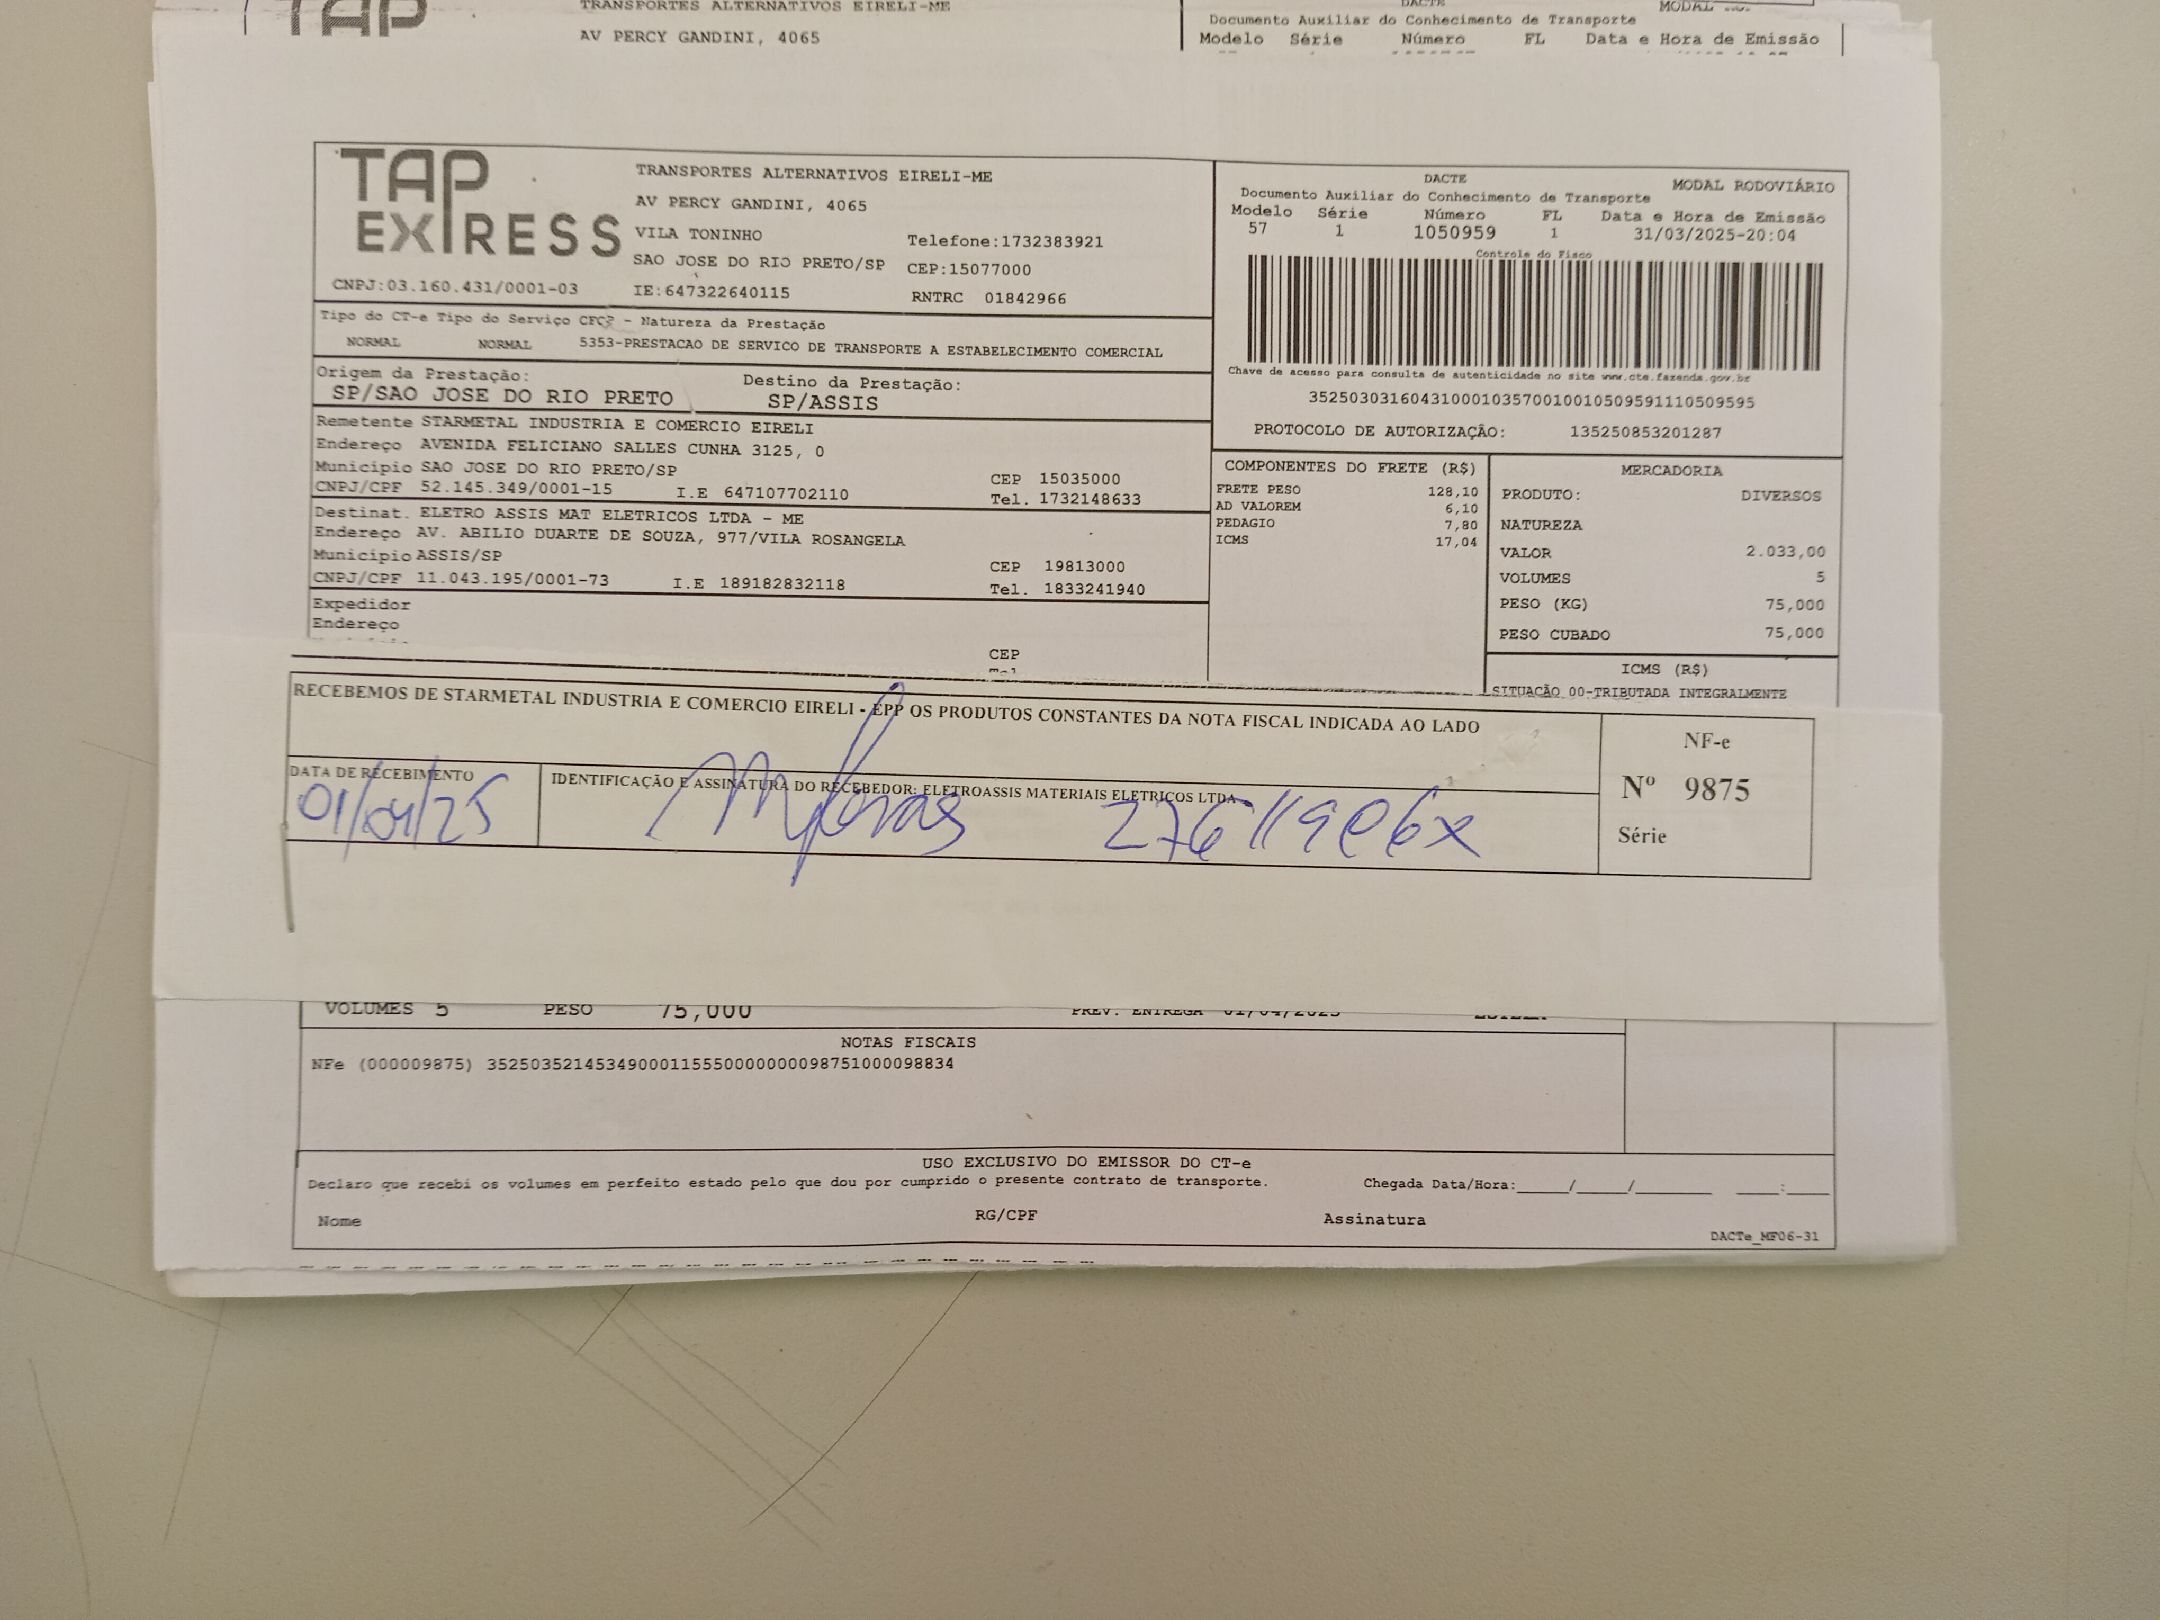 TAP
TRANSPORTES ALTERNATIVOS EIRELI-ME
AV PERCY GANDINI, 4065
DACTE
Documento Auxiliar do Conhecimento de Transporte
Modelo Série Número FL Data e Hora de Emissão
TAP EXPRESS
TRANSPORTES ALTERNATIVOS EIRELI-ME
AV PERCY GANDINI, 4065
VILA TONINHO Telefone:1732383921
SAO JOSE DO RIO PRETO/SP CEP:15077000
CNPJ:03.160.431/0001-03 IE:647322640115 RNTRC 01842966
DACTE MODAL RODOVIÁRIO
Documento Auxiliar do Conhecimento de Transporte
Modelo Série Número FL Data e Hora de Emissão
57 1 1050959 1 31/03/2025-20:04
Controle do Fisco
Chave de acesso para consulta de autenticidade no site www.cte.fazenda.gov.br
35250303160431000103570010010509591110509595
PROTOCOLO DE AUTORIZAÇÃO: 135250853201287
Tipo do CT-e Tipo do Serviço CFOP - Natureza da Prestação
NORMAL NORMAL 5353-PRESTACAO DE SERVICO DE TRANSPORTE A ESTABELECIMENTO COMERCIAL
Origem da Prestação: Destino da Prestação:
SP/SAO JOSE DO RIO PRETO SP/ASSIS
Remetente STARMETAL INDUSTRIA E COMERCIO EIRELI
Endereço AVENIDA FELICIANO SALLES CUNHA 3125, 0
Municipio SAO JOSE DO RIO PRETO/SP CEP 15035000
CNPJ/CPF 52.145.349/0001-15 I.E 647107702110 Tel. 1732148633
Destinat. ELETRO ASSIS MAT ELETRICOS LTDA - ME
Endereço AV. ABILIO DUARTE DE SOUZA, 977/VILA ROSANGELA
Municipio ASSIS/SP CEP 19813000
CNPJ/CPF 11.043.195/0001-73 I.E 189182832118 Tel. 1833241940
Expedidor
Endereço
CEP
COMPONENTES DO FRETE (R$)
FRETE PESO 128,10
AD VALOREM 6,10
PEDAGIO 7,80
ICMS 17,04
MERCADORIA
PRODUTO: DIVERSOS
NATUREZA
VALOR 2.033,00
VOLUMES 5
PESO (KG) 75,000
PESO CUBADO 75,000
ICMS (R$)
SITUACÃO 00-TRIBUTADA INTEGRALMENTE
RECEBEMOS DE STARMETAL INDUSTRIA E COMERCIO EIRELI - EPP OS PRODUTOS CONSTANTES DA NOTA FISCAL INDICADA AO LADO
DATA DE RECEBIMENTO IDENTIFICAÇÃO E ASSINATURA DO RECEBEDOR: ELETROASSIS MATERIAIS ELETRICOS LTDA
01/04/25
NF-e
Nº 9875
Série
VOLUMES 5 PESO 75,000 PREV. ENTREGA 01/04/2025
NOTAS FISCAIS
NFe (000009875) 35250352145349000115550000000098751000098834
USO EXCLUSIVO DO EMISSOR DO CT-e
Declaro que recebi os volumes em perfeito estado pelo que dou por cumprido o presente contrato de transporte. Chegada Data/Hora:_____/_____/________ ____:____
Nome RG/CPF Assinatura
DACTe_MF06-31